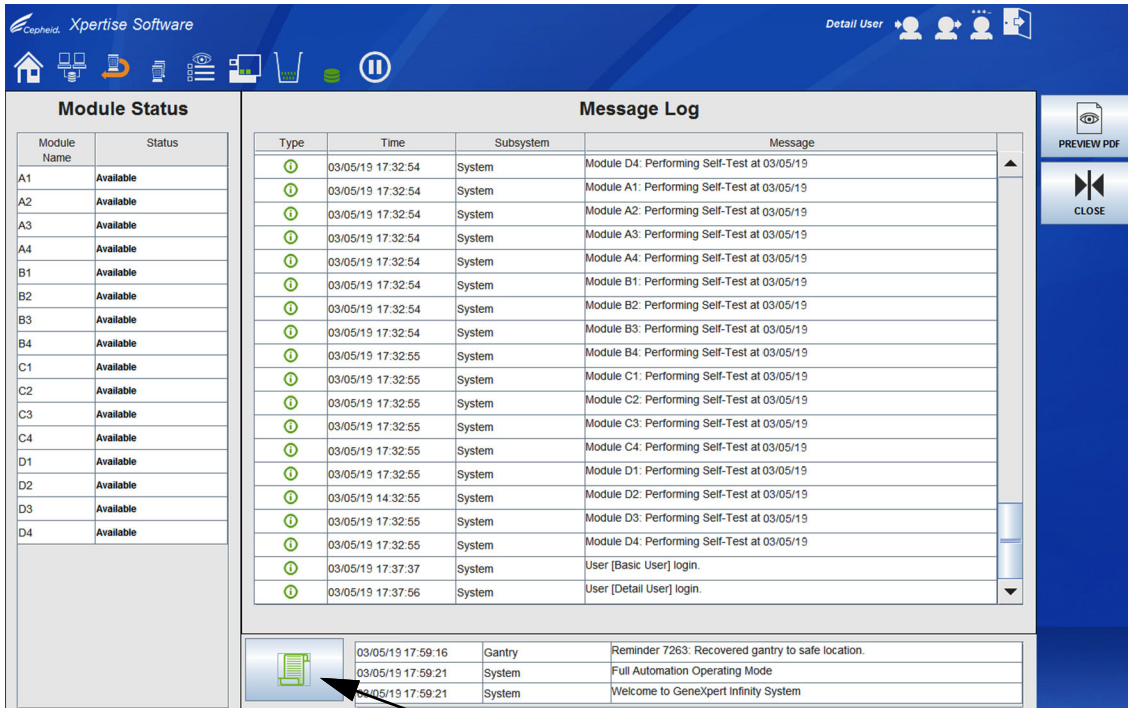 Cepheid. Xpertise Software
Detail User
Module Status
Module Name Status
A1 Available
A2 Available
A3 Available
A4 Available
B1 Available
B2 Available
B3 Available
B4 Available
C1 Available
C2 Available
C3 Available
C4 Available
D1 Available
D2 Available
D3 Available
D4 Available
Message Log
Type Time Subsystem Message
03/05/19 17:32:54 System Module D4: Performing Self-Test at 03/05/19
03/05/19 17:32:54 System Module A1: Performing Self-Test at 03/05/19
03/05/19 17:32:54 System Module A2: Performing Self-Test at 03/05/19
03/05/19 17:32:54 System Module A3: Performing Self-Test at 03/05/19
03/05/19 17:32:54 System Module A4: Performing Self-Test at 03/05/19
03/05/19 17:32:54 System Module B1: Performing Self-Test at 03/05/19
03/05/19 17:32:54 System Module B2: Performing Self-Test at 03/05/19
03/05/19 17:32:54 System Module B3: Performing Self-Test at 03/05/19
03/05/19 17:32:55 System Module B4: Performing Self-Test at 03/05/19
03/05/19 17:32:55 System Module C1: Performing Self-Test at 03/05/19
03/05/19 17:32:55 System Module C2: Performing Self-Test at 03/05/19
03/05/19 17:32:55 System Module C3: Performing Self-Test at 03/05/19
03/05/19 17:32:55 System Module C4: Performing Self-Test at 03/05/19
03/05/19 17:32:55 System Module D1: Performing Self-Test at 03/05/19
03/05/19 14:32:55 System Module D2: Performing Self-Test at 03/05/19
03/05/19 17:32:55 System Module D3: Performing Self-Test at 03/05/19
03/05/19 17:32:55 System Module D4: Performing Self-Test at 03/05/19
03/05/19 17:37:37 System User [Basic User] login.
03/05/19 17:37:56 System User [Detail User] login.
03/05/19 17:59:16 Gantry Reminder 7263: Recovered gantry to safe location.
03/05/19 17:59:21 System Full Automation Operating Mode
03/05/19 17:59:21 System Welcome to GeneXpert Infinity System
PREVIEW PDF
CLOSE